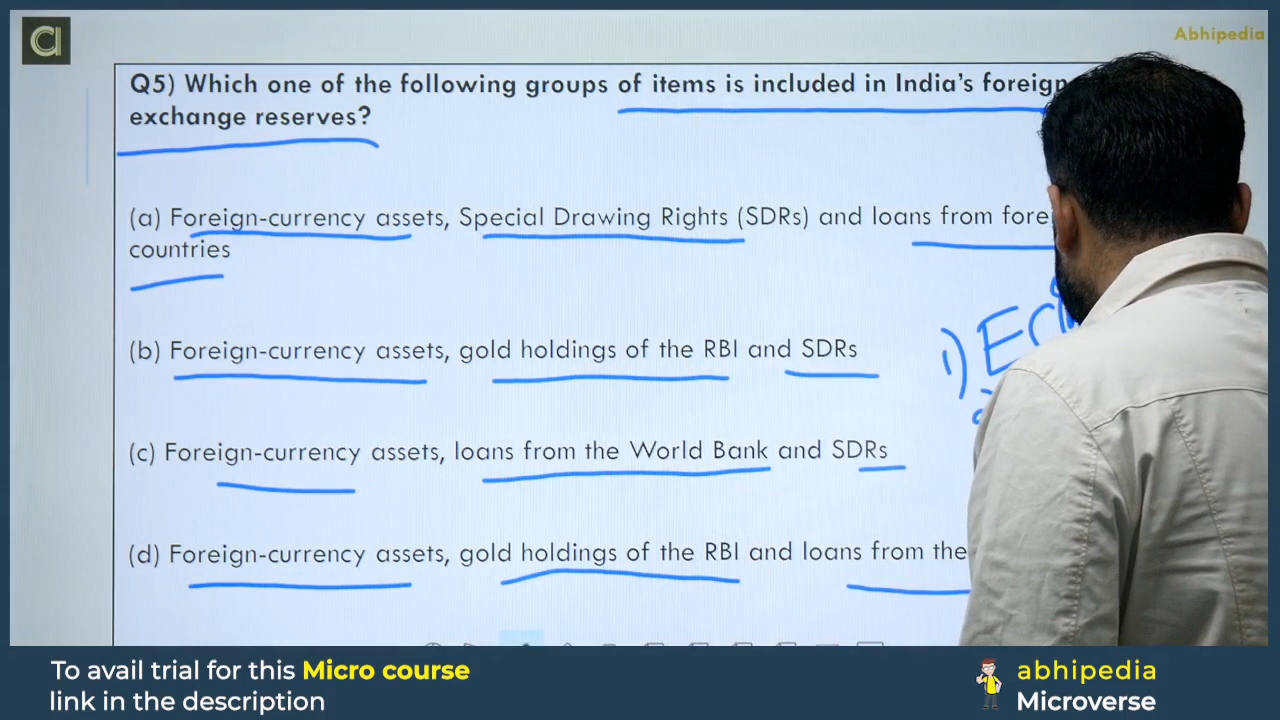 Abhipedia
Q5) Which one of the following groups of items is included in India's foreign
exchange reserves?
(a) Foreign-currency assets, Special Drawing Rights (SDRs) and loans from
countries
1)
(b) Foreign-currency assets, gold holdings of the RBI and SDRs
(c) Foreign-currency assets, loans from the World Bank and SDRs
(d) Foreign-currency assets, gold holdings of the RBI and loans from the
To avail trial for this Micro course
link in the description
abhipedia
Microverse